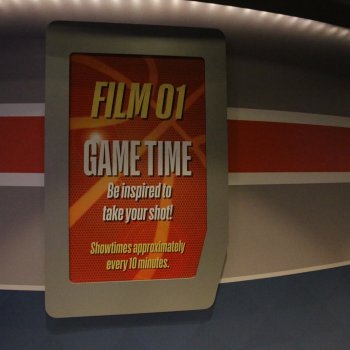 FILM 01
GAME TIME
Be inspired to
take your shot!
Showtimes approximately
every 10 minutes.